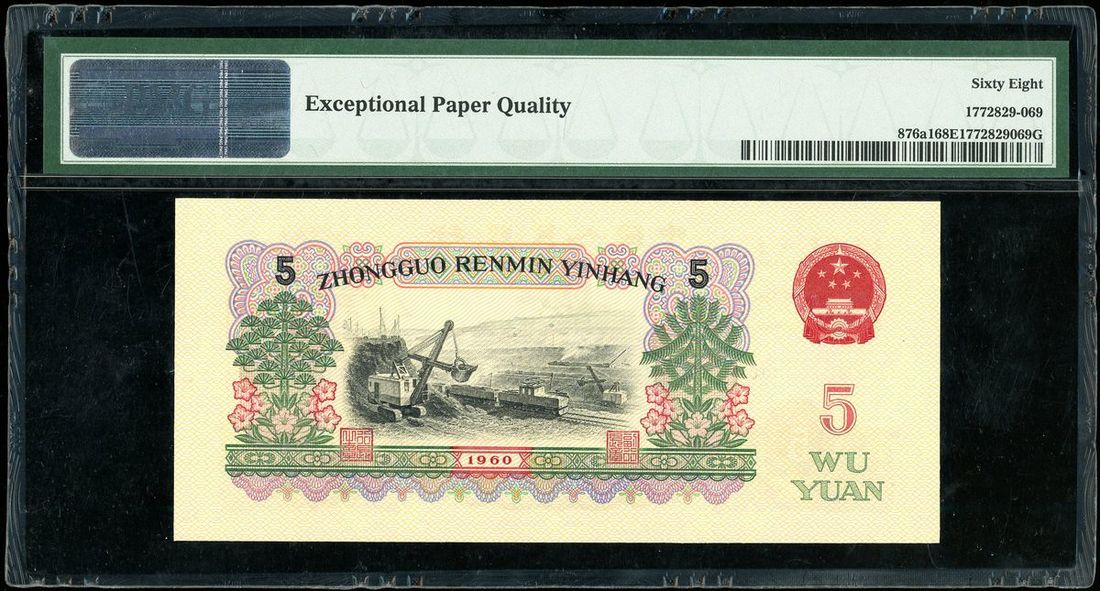 Exceptional Paper Quality
Sixty Eight
1772829-069
876a168E1772829069G
5 ZHONGGUO RENMIN YINHANG 5
5
1960
WU
YUAN